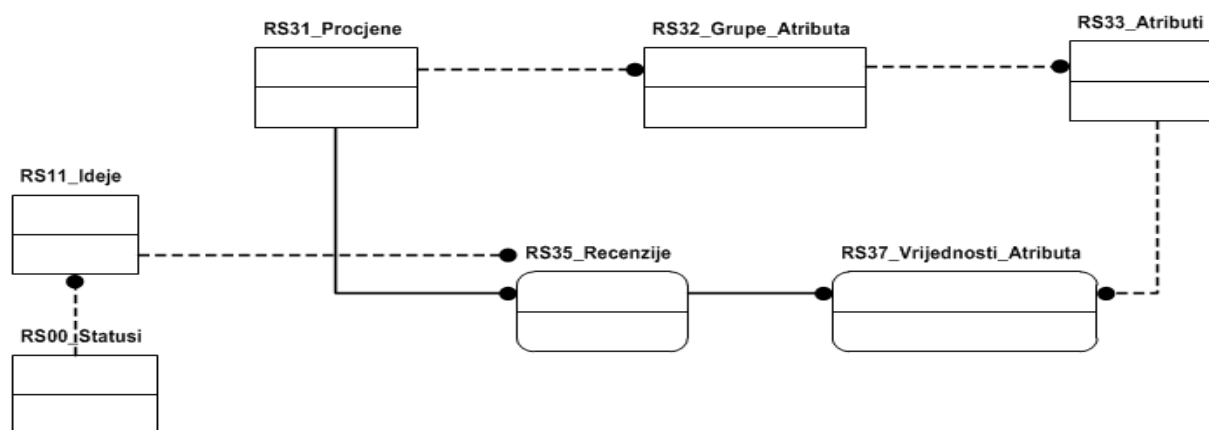 RS31_Procjene
RS32_Grupe_Atributa
RS33_Atributi
RS11_Ideje
RS35_Recenzije
RS37_Vrijednosti_Atributa
RS00_Statusi